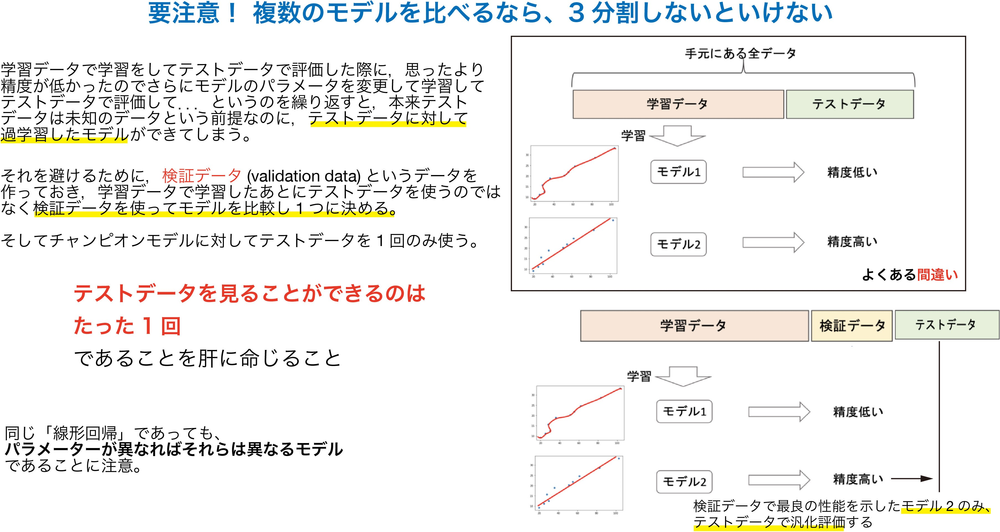 要注意！ 複数のモデルを比べるなら、3 分割しないといけない
学習データで学習をしてテストデータで評価した際に，思ったより
精度が低かったのでさらにモデルのパラメータを変更して学習して
テストデータで評価して... というのを繰り返すと，本来テスト
データは未知のデータという前提なのに，テストデータに対して
過学習したモデルができてしまう。
それを避けるために，検証データ (validation data) というデータを
作っておき，学習データで学習したあとにテストデータを使うのでは
なく検証データを使ってモデルを比較し 1 つに決める。
そしてチャンピオンモデルに対してテストデータを 1 回のみ使う。
テストデータを見ることができるのは
たった 1 回
であることを肝に命じること
同じ「線形回帰」であっても、
パラメーターが異なればそれらは異なるモデル
であることに注意。
手元にある全データ
学習データ
テストデータ
学習
30
25
20
15
10
20 40 60 80 100
モデル1
精度低い
30
25
20
15
10
20 40 60 80 100
モデル2
精度高い
よくある間違い
学習データ
検証データ
テストデータ
学習
30
25
20
15
10
20 40 60 80 100
モデル1
精度低い
30
25
20
15
10
20 40 60 80 100
モデル2
精度高い
検証データで最良の性能を示したモデル 2 のみ、
テストデータで汎化評価する